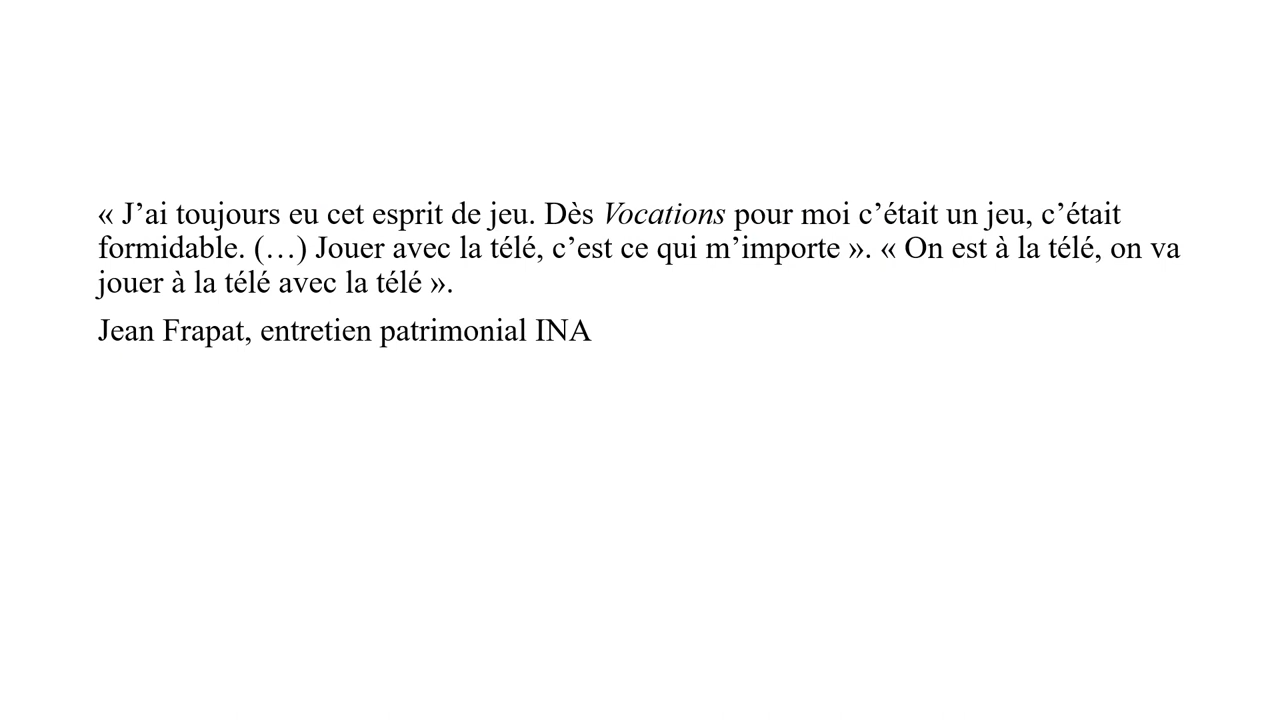 « J’ai toujours eu cet esprit de jeu. Dès Vocations pour moi c’était un jeu, c’était
formidable. (…) Jouer avec la télé, c’est ce qui m’importe ». « On est à la télé, on va
jouer à la télé avec la télé ».
Jean Frapat, entretien patrimonial INA